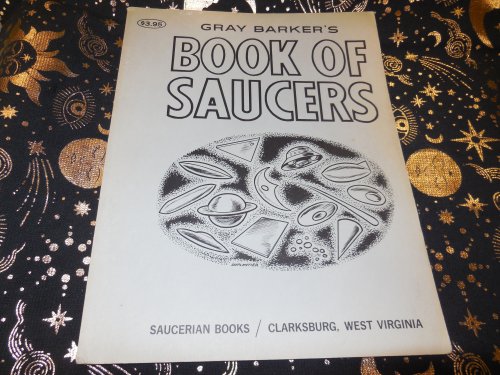 $3.95
GRAY BARKER'S
BOOK OF
SAUCERS
SAUCERIAN BOOKS / CLARKSBURG, WEST VIRGINIA